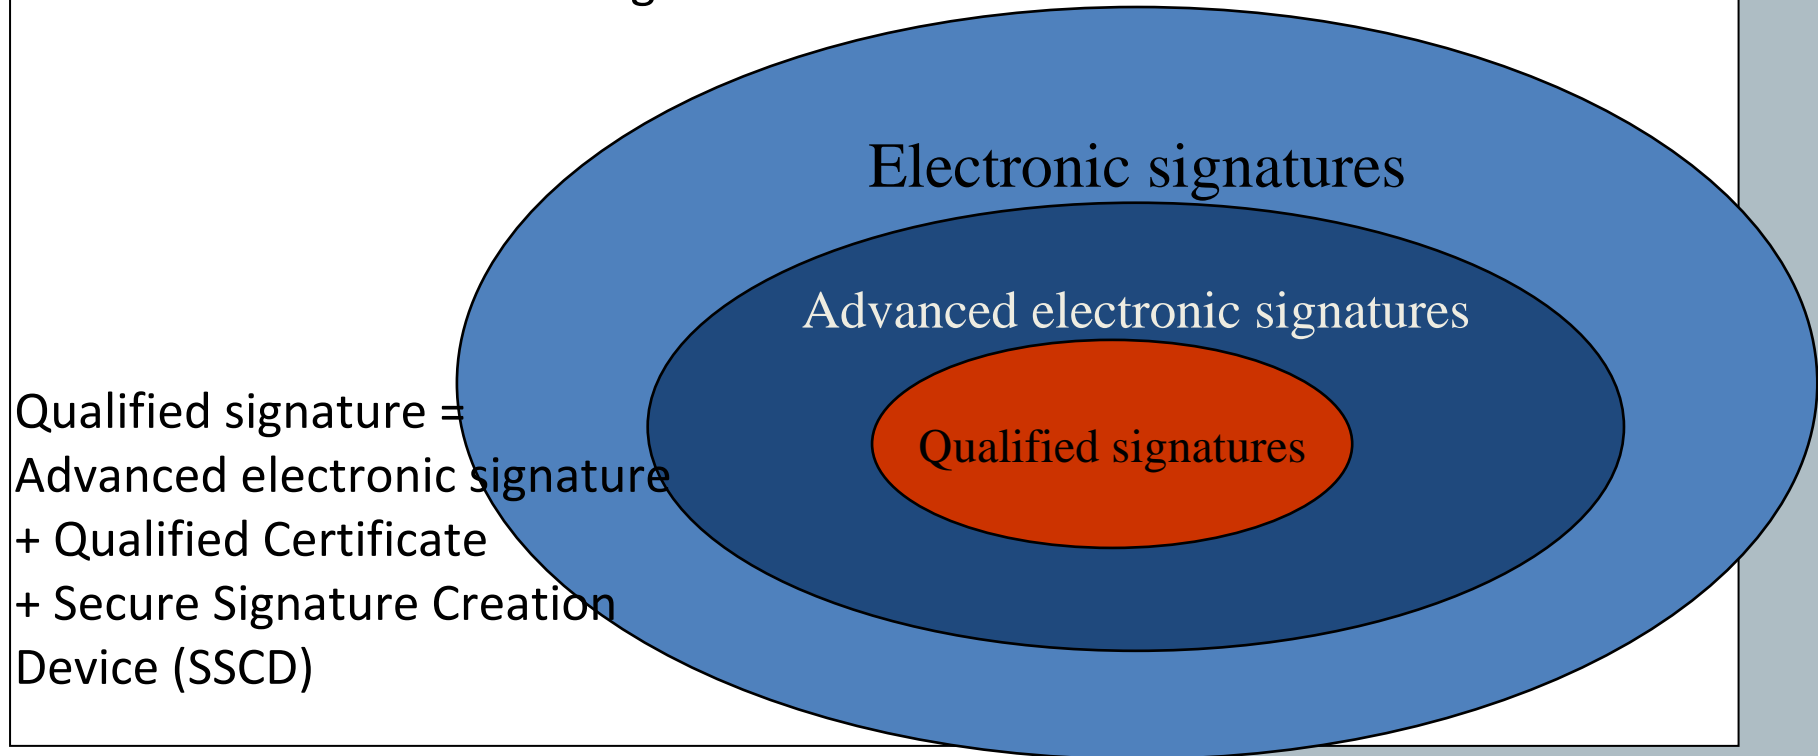 Electronic signatures
Advanced electronic signatures
Qualified signatures
Qualified signature =
Advanced electronic signature
+ Qualified Certificate
+ Secure Signature Creation
Device (SSCD)